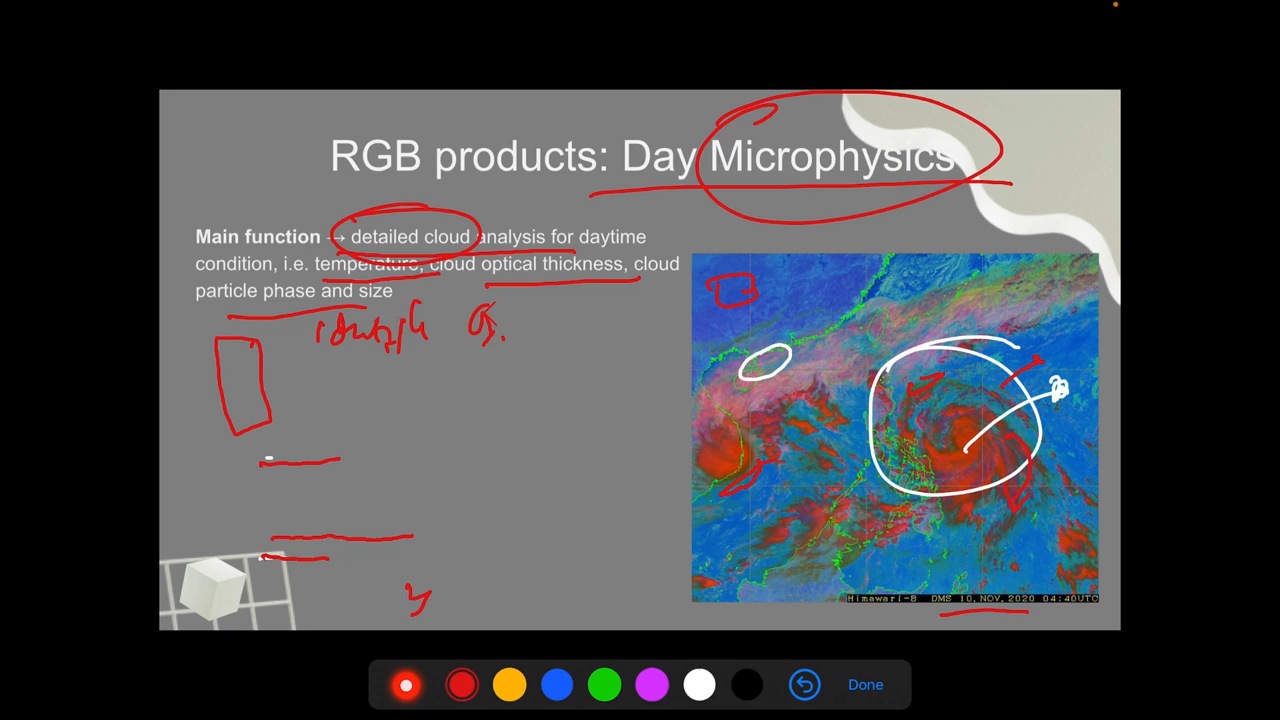 RGB products: Day Microphysics
Main function → detailed cloud analysis for daytime
condition, i.e. temperature, cloud optical thickness, cloud
particle phase and size
Himawari-8 DMS 10.NOV.2020 04:40UTC
Done